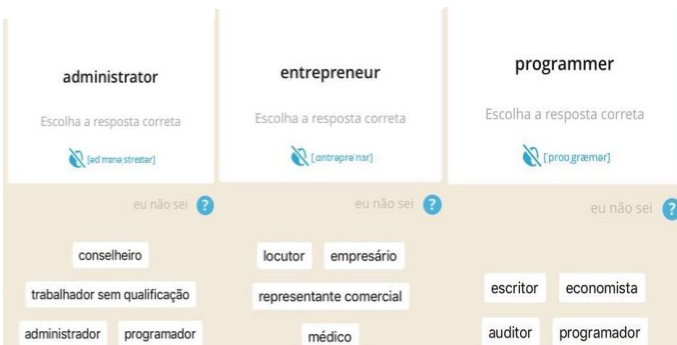 administrator
Escolha a resposta correta
eu não sei ?
conselheiro
trabalhador sem qualificação
administrador programador
entrepreneur
Escolha a resposta correta
eu não sei ?
locutor empresário
representante comercial
médico
programmer
Escolha a resposta correta
[ˈproʊˌgræmər]
eu não sei ?
escritor economista
auditor programador